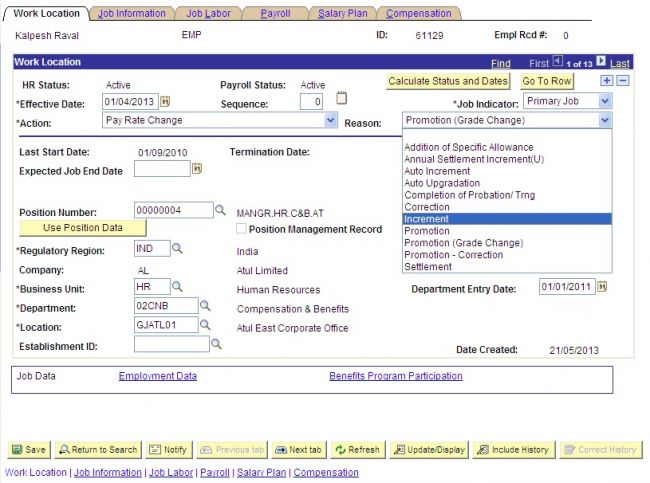 Work Location Job Information Job Labor Payroll Salary Plan Compensation
Kalpesh Raval EMP ID: 61129 Empl Rcd #: 0
Work Location Find First 1 of 13 Last
HR Status: Active Payroll Status: Active Calculate Status and Dates Go To Row
*Effective Date: 01/04/2013 Sequence: 0 *Job Indicator: Primary Job
*Action: Pay Rate Change Reason: Promotion (Grade Change)
Addition of Specific Allowance
Annual Settlement Increment(U)
Auto Increment
Auto Upgradation
Completion of Probation/ Trng
Correction
Increment
Promotion
Promotion (Grade Change)
Promotion - Correction
Settlement
Last Start Date: 01/09/2010 Termination Date:
Expected Job End Date
Position Number: 00000004 MANGR.HR.C&B.AT
Use Position Data Position Management Record
*Regulatory Region: IND India
Company: AL Atul Limited
*Business Unit: HR Human Resources Department Entry Date: 01/01/2011
*Department: 02CNB Compensation & Benefits
*Location: GJATL01 Atul East Corporate Office
Establishment ID: Date Created: 21/05/2013
Job Data Employment Data Benefits Program Participation
Save Return to Search Notify Previous tab Next tab Refresh Update/Display Include History Correct History
Work Location | Job Information | Job Labor | Payroll | Salary Plan | Compensation